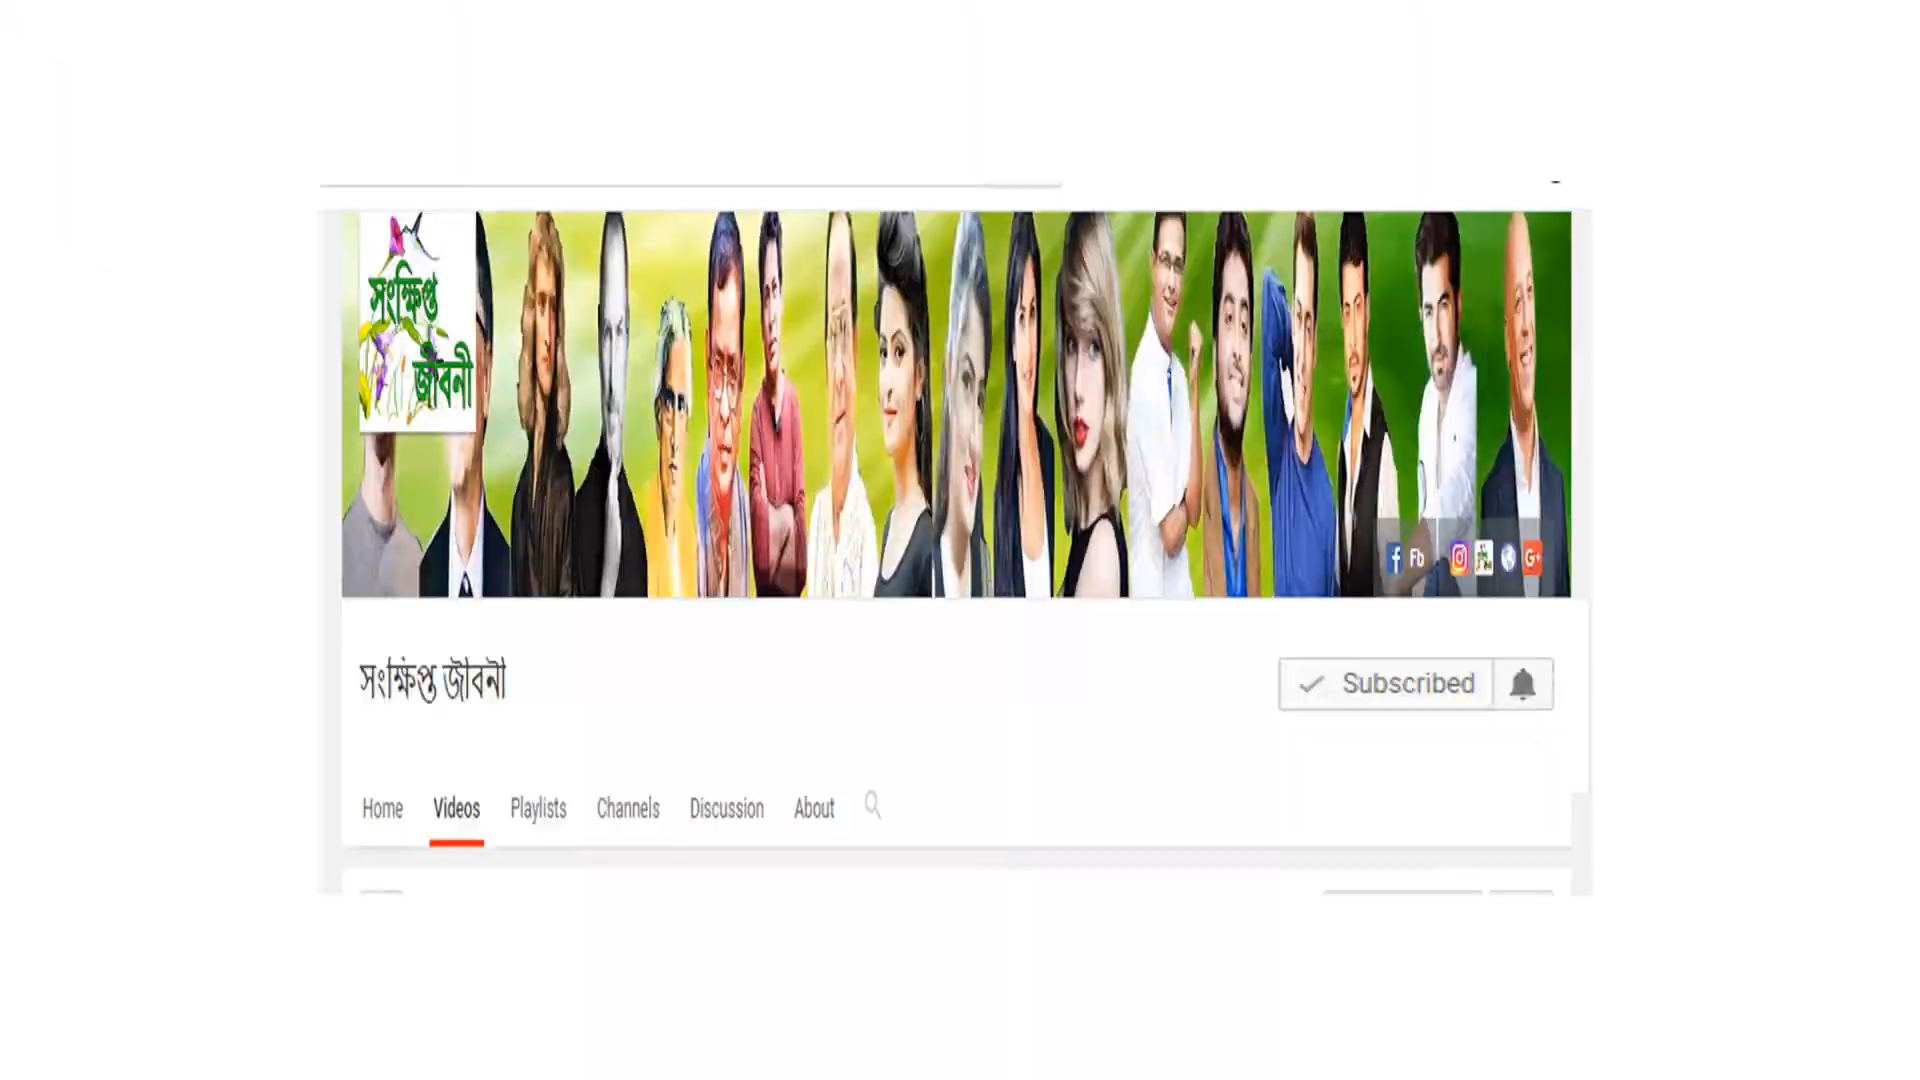 সংক্ষিপ্ত
জীবনী
Fb
G+
সংক্ষিপ্ত জীবনী
Subscribed
Home Videos Playlists Channels Discussion About